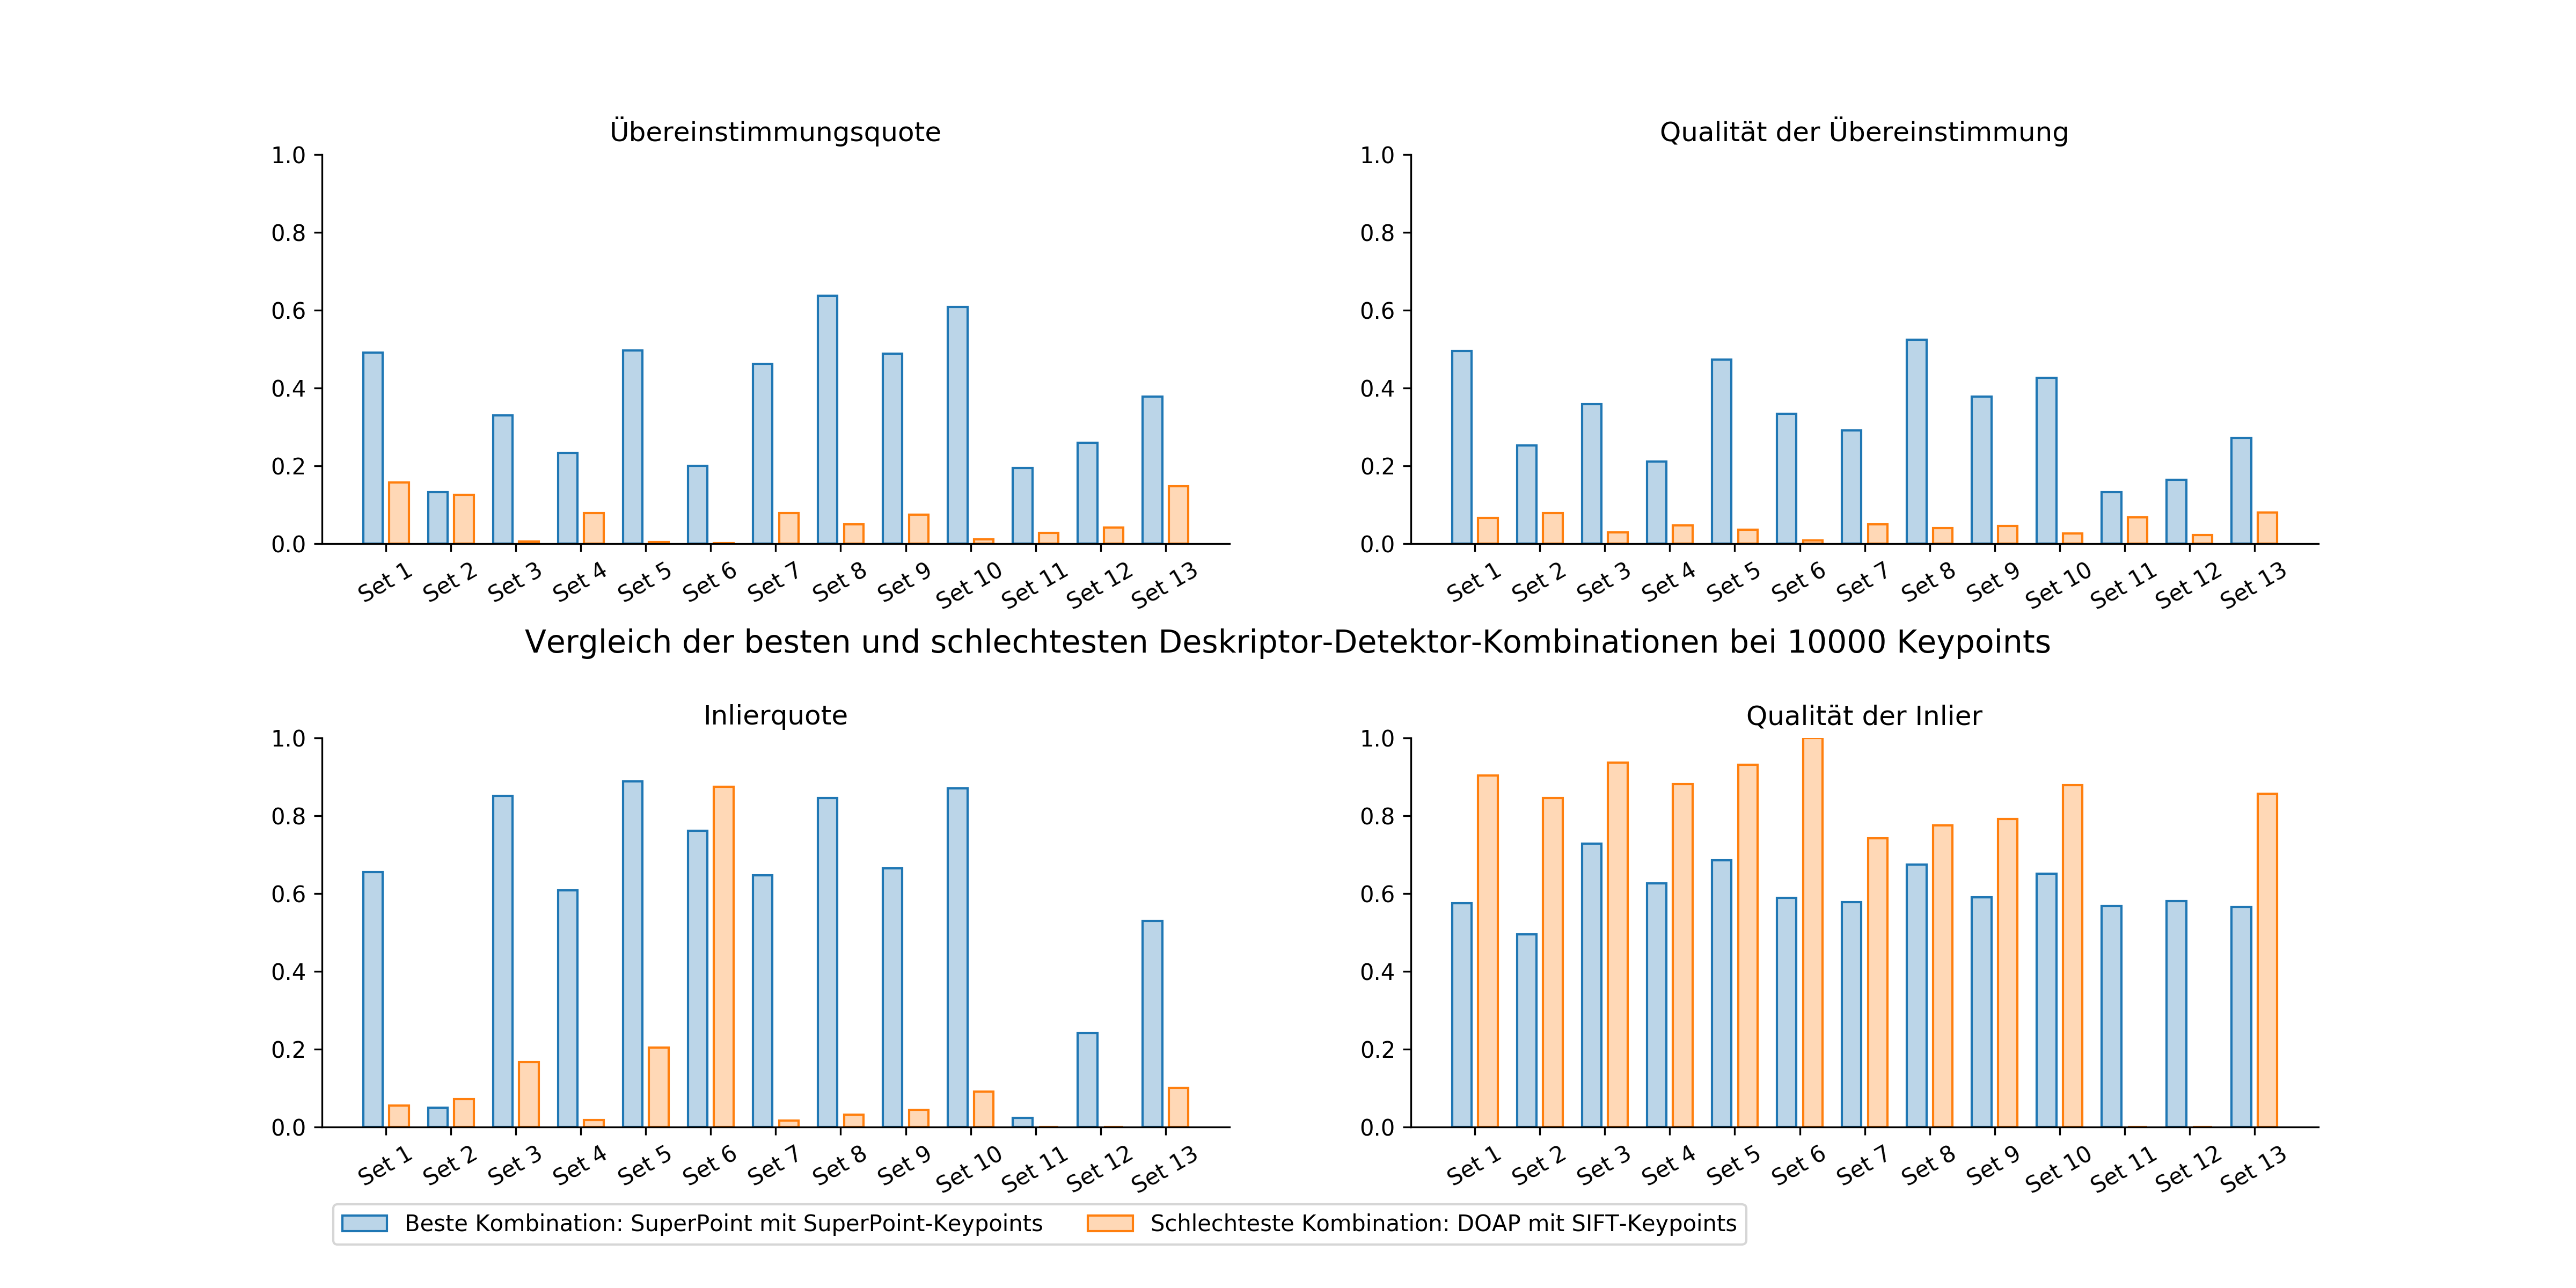 Übereinstimmungsquote
1.0
0.8
0.6
0.4
0.2
0.0
Set 1 Set 2 Set 3 Set 4 Set 5 Set 6 Set 7 Set 8 Set 9 Set 10 Set 11 Set 12 Set 13
Qualität der Übereinstimmung
1.0
0.8
0.6
0.4
0.2
0.0
Set 1 Set 2 Set 3 Set 4 Set 5 Set 6 Set 7 Set 8 Set 9 Set 10 Set 11 Set 12 Set 13
Vergleich der besten und schlechtesten Deskriptor-Detektor-Kombinationen bei 10000 Keypoints
Inlierquote
1.0
0.8
0.6
0.4
0.2
0.0
Set 1 Set 2 Set 3 Set 4 Set 5 Set 6 Set 7 Set 8 Set 9 Set 10 Set 11 Set 12 Set 13
Qualität der Inlier
1.0
0.8
0.6
0.4
0.2
0.0
Set 1 Set 2 Set 3 Set 4 Set 5 Set 6 Set 7 Set 8 Set 9 Set 10 Set 11 Set 12 Set 13
Beste Kombination: SuperPoint mit SuperPoint-Keypoints
Schlechteste Kombination: DOAP mit SIFT-Keypoints